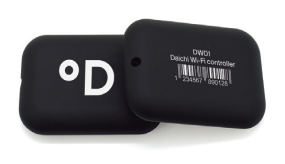 °D
DW01
Daichi Wi-Fi controller
1 234567 890128